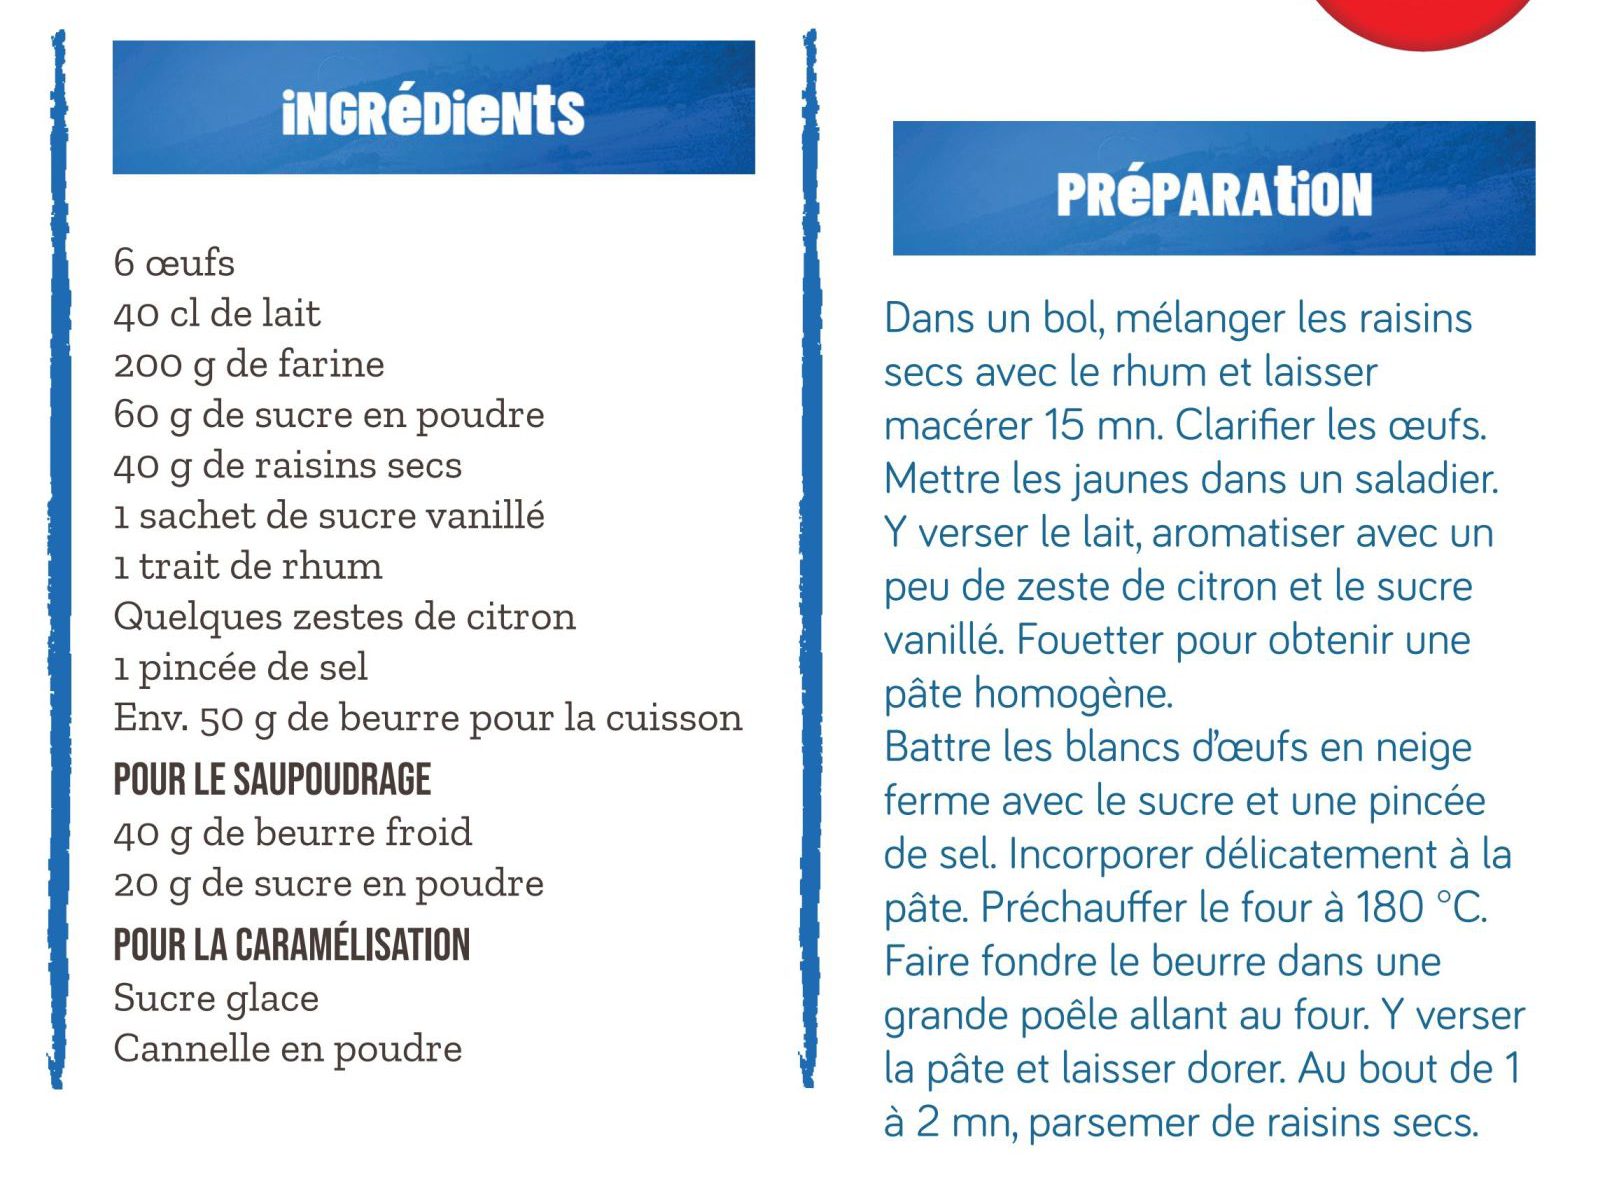 iNGRéDieNtS
6 œufs
40 cl de lait
200 g de farine
60 g de sucre en poudre
40 g de raisins secs
1 sachet de sucre vanillé
1 trait de rhum
Quelques zestes de citron
1 pincée de sel
Env. 50 g de beurre pour la cuisson
POUR LE SAUPOUDRAGE
40 g de beurre froid
20 g de sucre en poudre
POUR LA CARAMÉLISATION
Sucre glace
Cannelle en poudre
PRéPARAtiON
Dans un bol, mélanger les raisins
secs avec le rhum et laisser
macérer 15 mn. Clarifier les œufs.
Mettre les jaunes dans un saladier.
Y verser le lait, aromatiser avec un
peu de zeste de citron et le sucre
vanillé. Fouetter pour obtenir une
pâte homogène.
Battre les blancs d’œufs en neige
ferme avec le sucre et une pincée
de sel. Incorporer délicatement à la
pâte. Préchauffer le four à 180 °C.
Faire fondre le beurre dans une
grande poêle allant au four. Y verser
la pâte et laisser dorer. Au bout de 1
à 2 mn, parsemer de raisins secs.